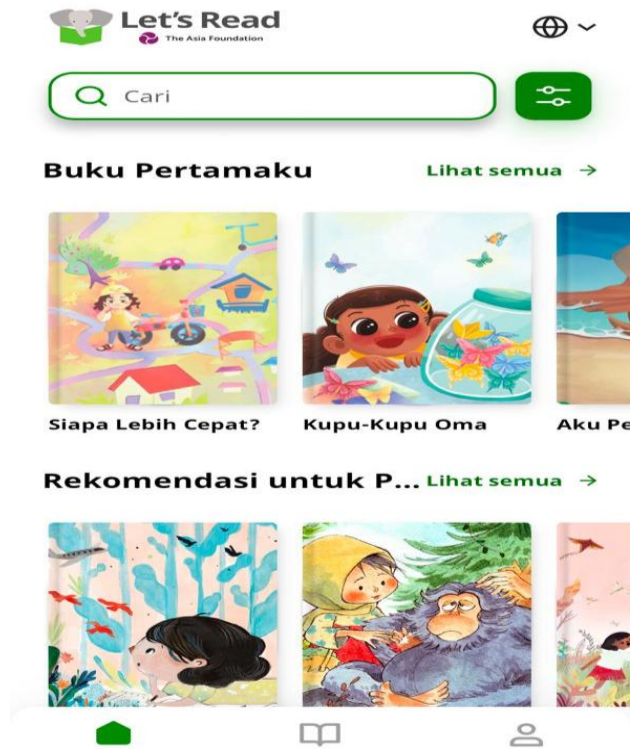 Let's Read
The Asia Foundation
Cari
Buku Pertamaku
Lihat semua →
Siapa Lebih Cepat?
Kupu-Kupu Oma
Aku Pe
Rekomendasi untuk P...
Lihat semua →